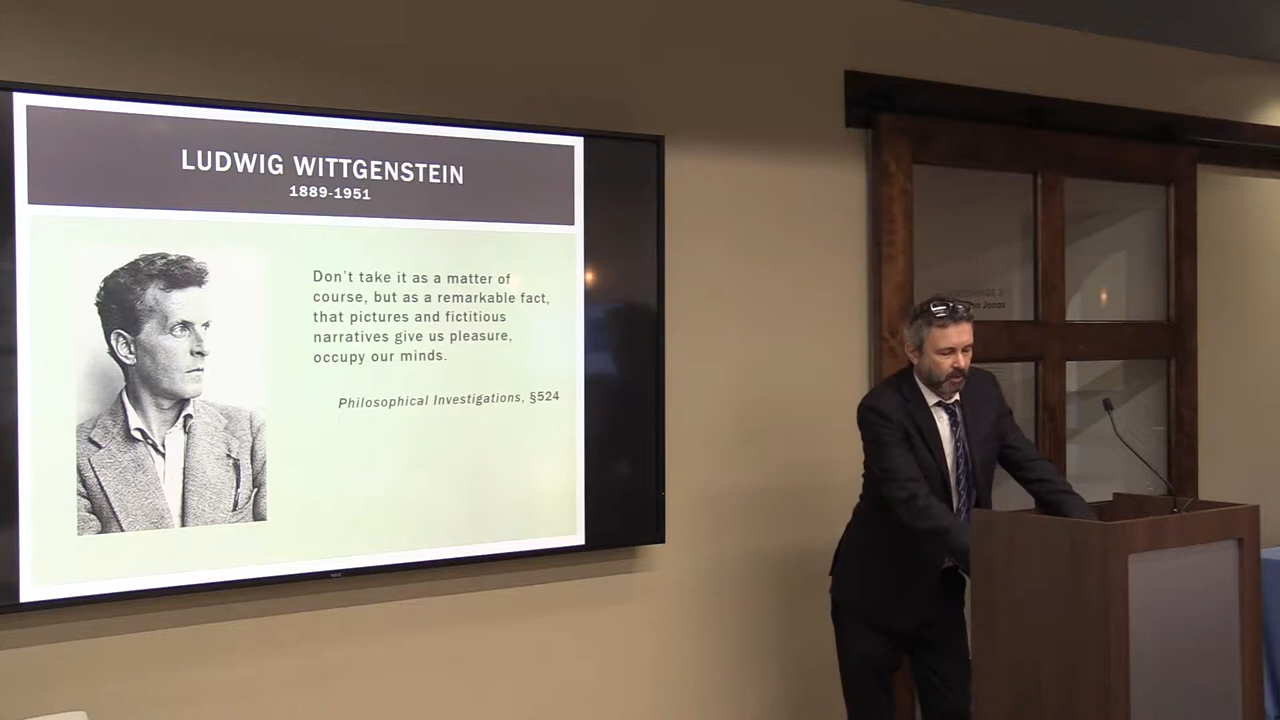 LUDWIG WITTGENSTEIN
1889-1951
Don't take it as a matter of
course, but as a remarkable fact,
that pictures and fictitious
narratives give us pleasure,
occupy our minds.
Philosophical Investigations, §524
NEC